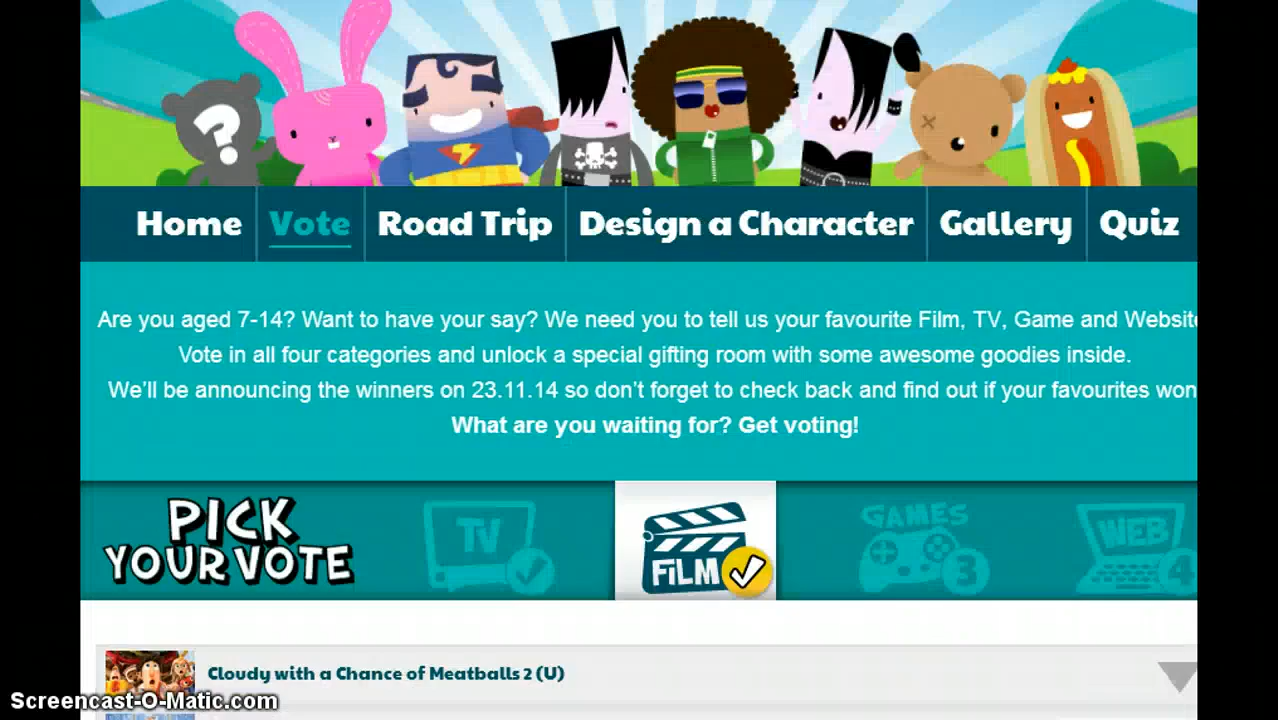 ?
Home Vote Road Trip Design a Character Gallery Quiz
Are you aged 7-14? Want to have your say? We need you to tell us your favourite Film, TV, Game and Website
Vote in all four categories and unlock a special gifting room with some awesome goodies inside.
We'll be announcing the winners on 23.11.14 so don't forget to check back and find out if your favourites won
What are you waiting for? Get voting!
PICK
YOUR VOTE
TV
FiLM
GAMES
3
WEB
4
Cloudy with a Chance of Meatballs 2 (U)
Screencast-O-Matic.com